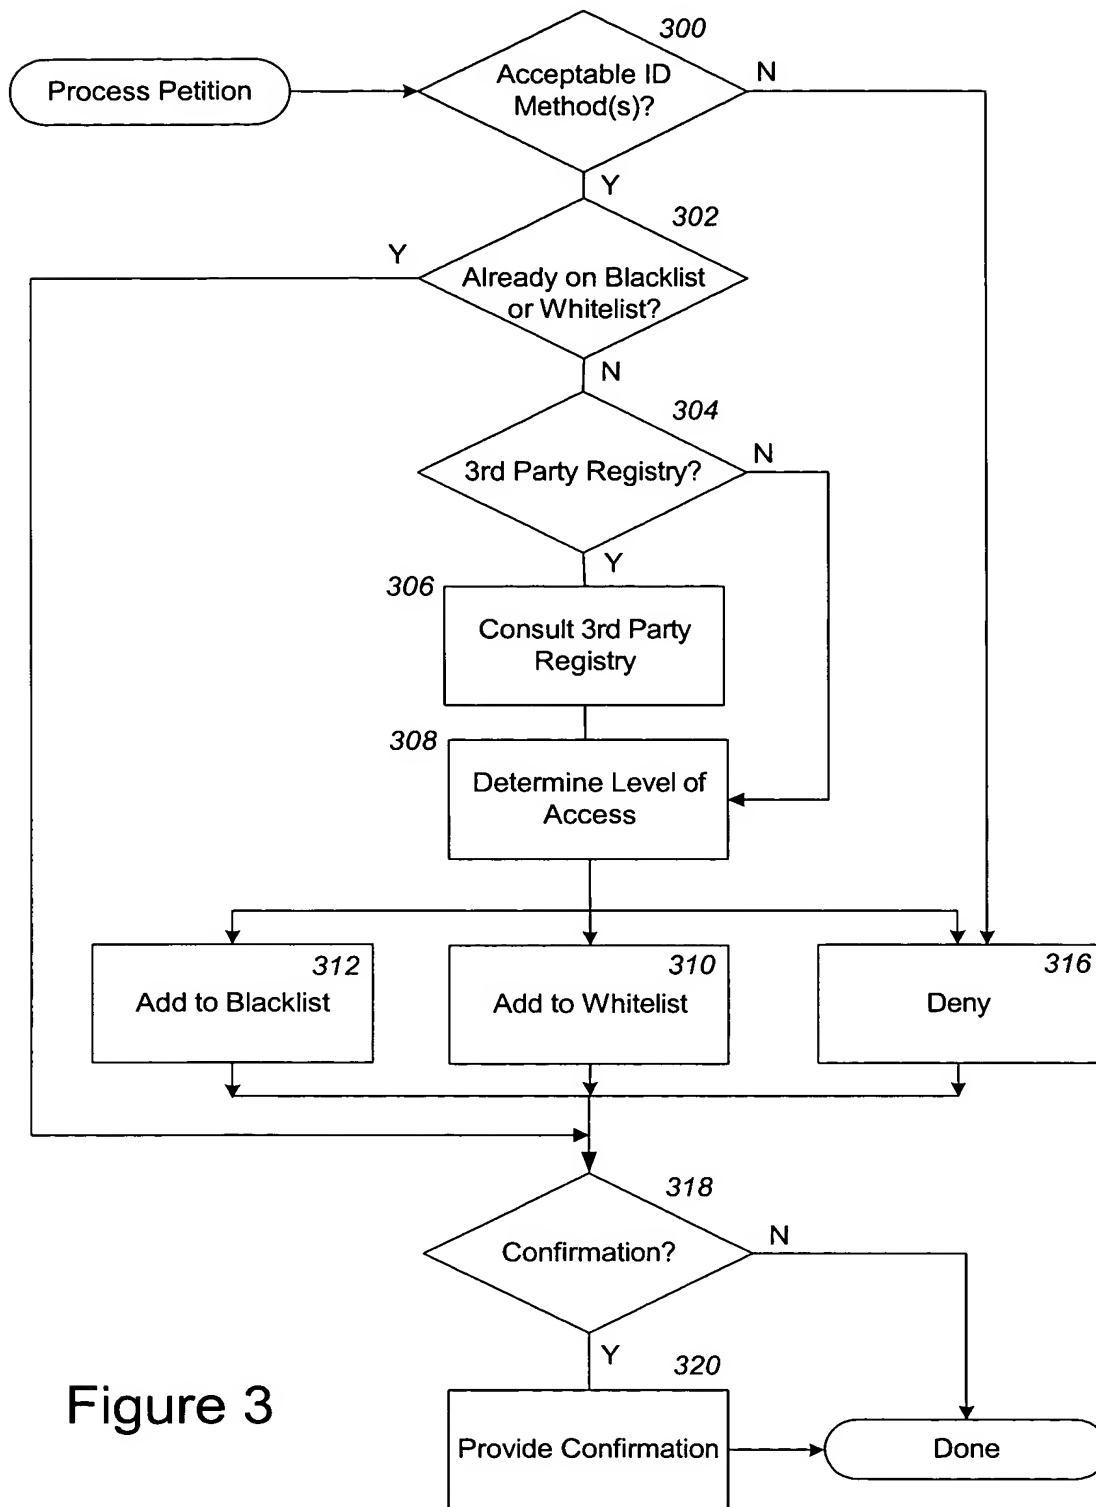 300
Process Petition
Acceptable ID
Method(s)?
N
Y
302
Y
Already on Blacklist
or Whitelist?
N
304
3rd Party Registry?
N
Y
306
Consult 3rd Party
Registry
308
Determine Level of
Access
312
Add to Blacklist
310
Add to Whitelist
316
Deny
318
Confirmation?
N
Y
320
Provide Confirmation
Done
Figure 3